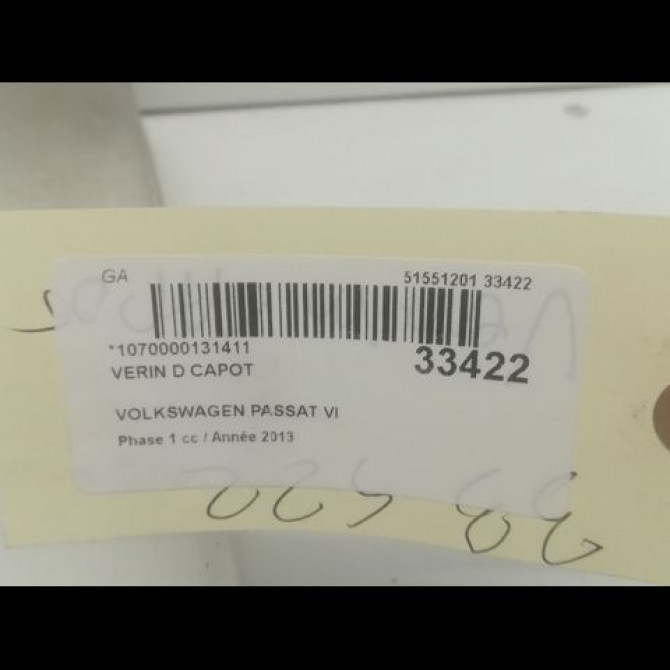 GA 51551201 33422
*1070000131411
33422
VERIN D CAPOT
VOLKSWAGEN PASSAT VI
Phase 1 cc / Année 2013